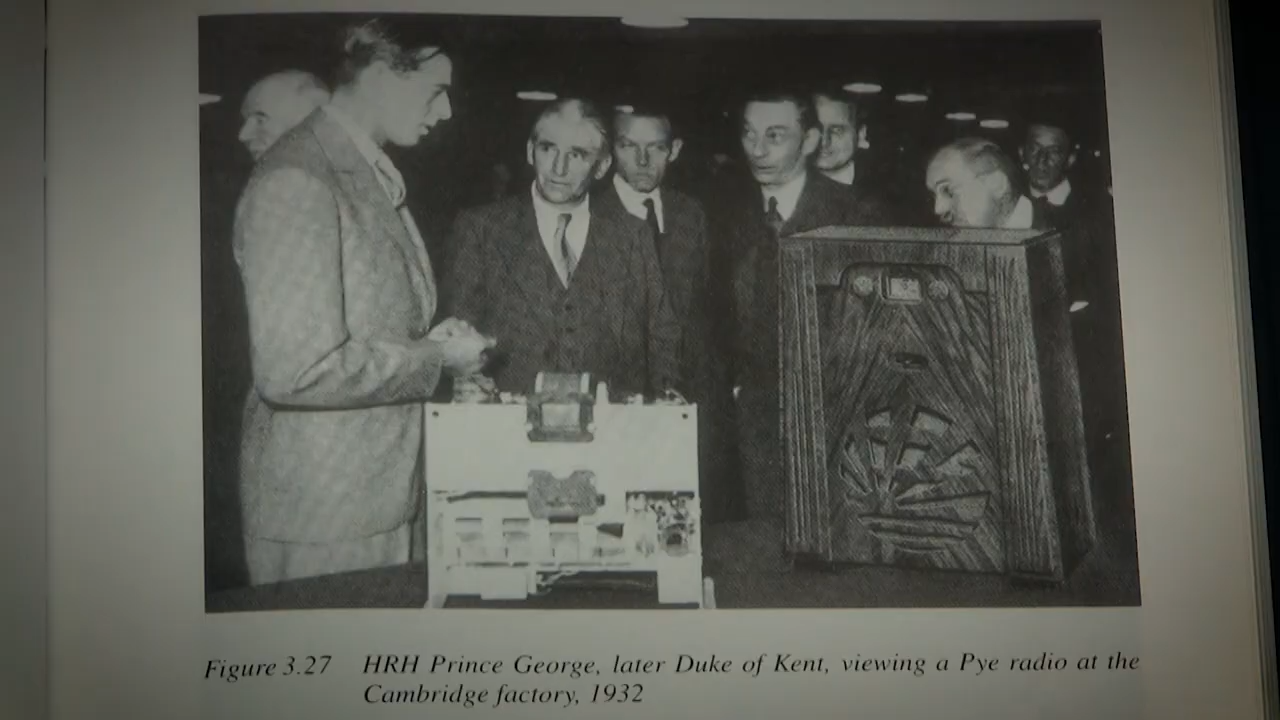 Figure 3.27 HRH Prince George, later Duke of Kent, viewing a Pye radio at the
Cambridge factory, 1932